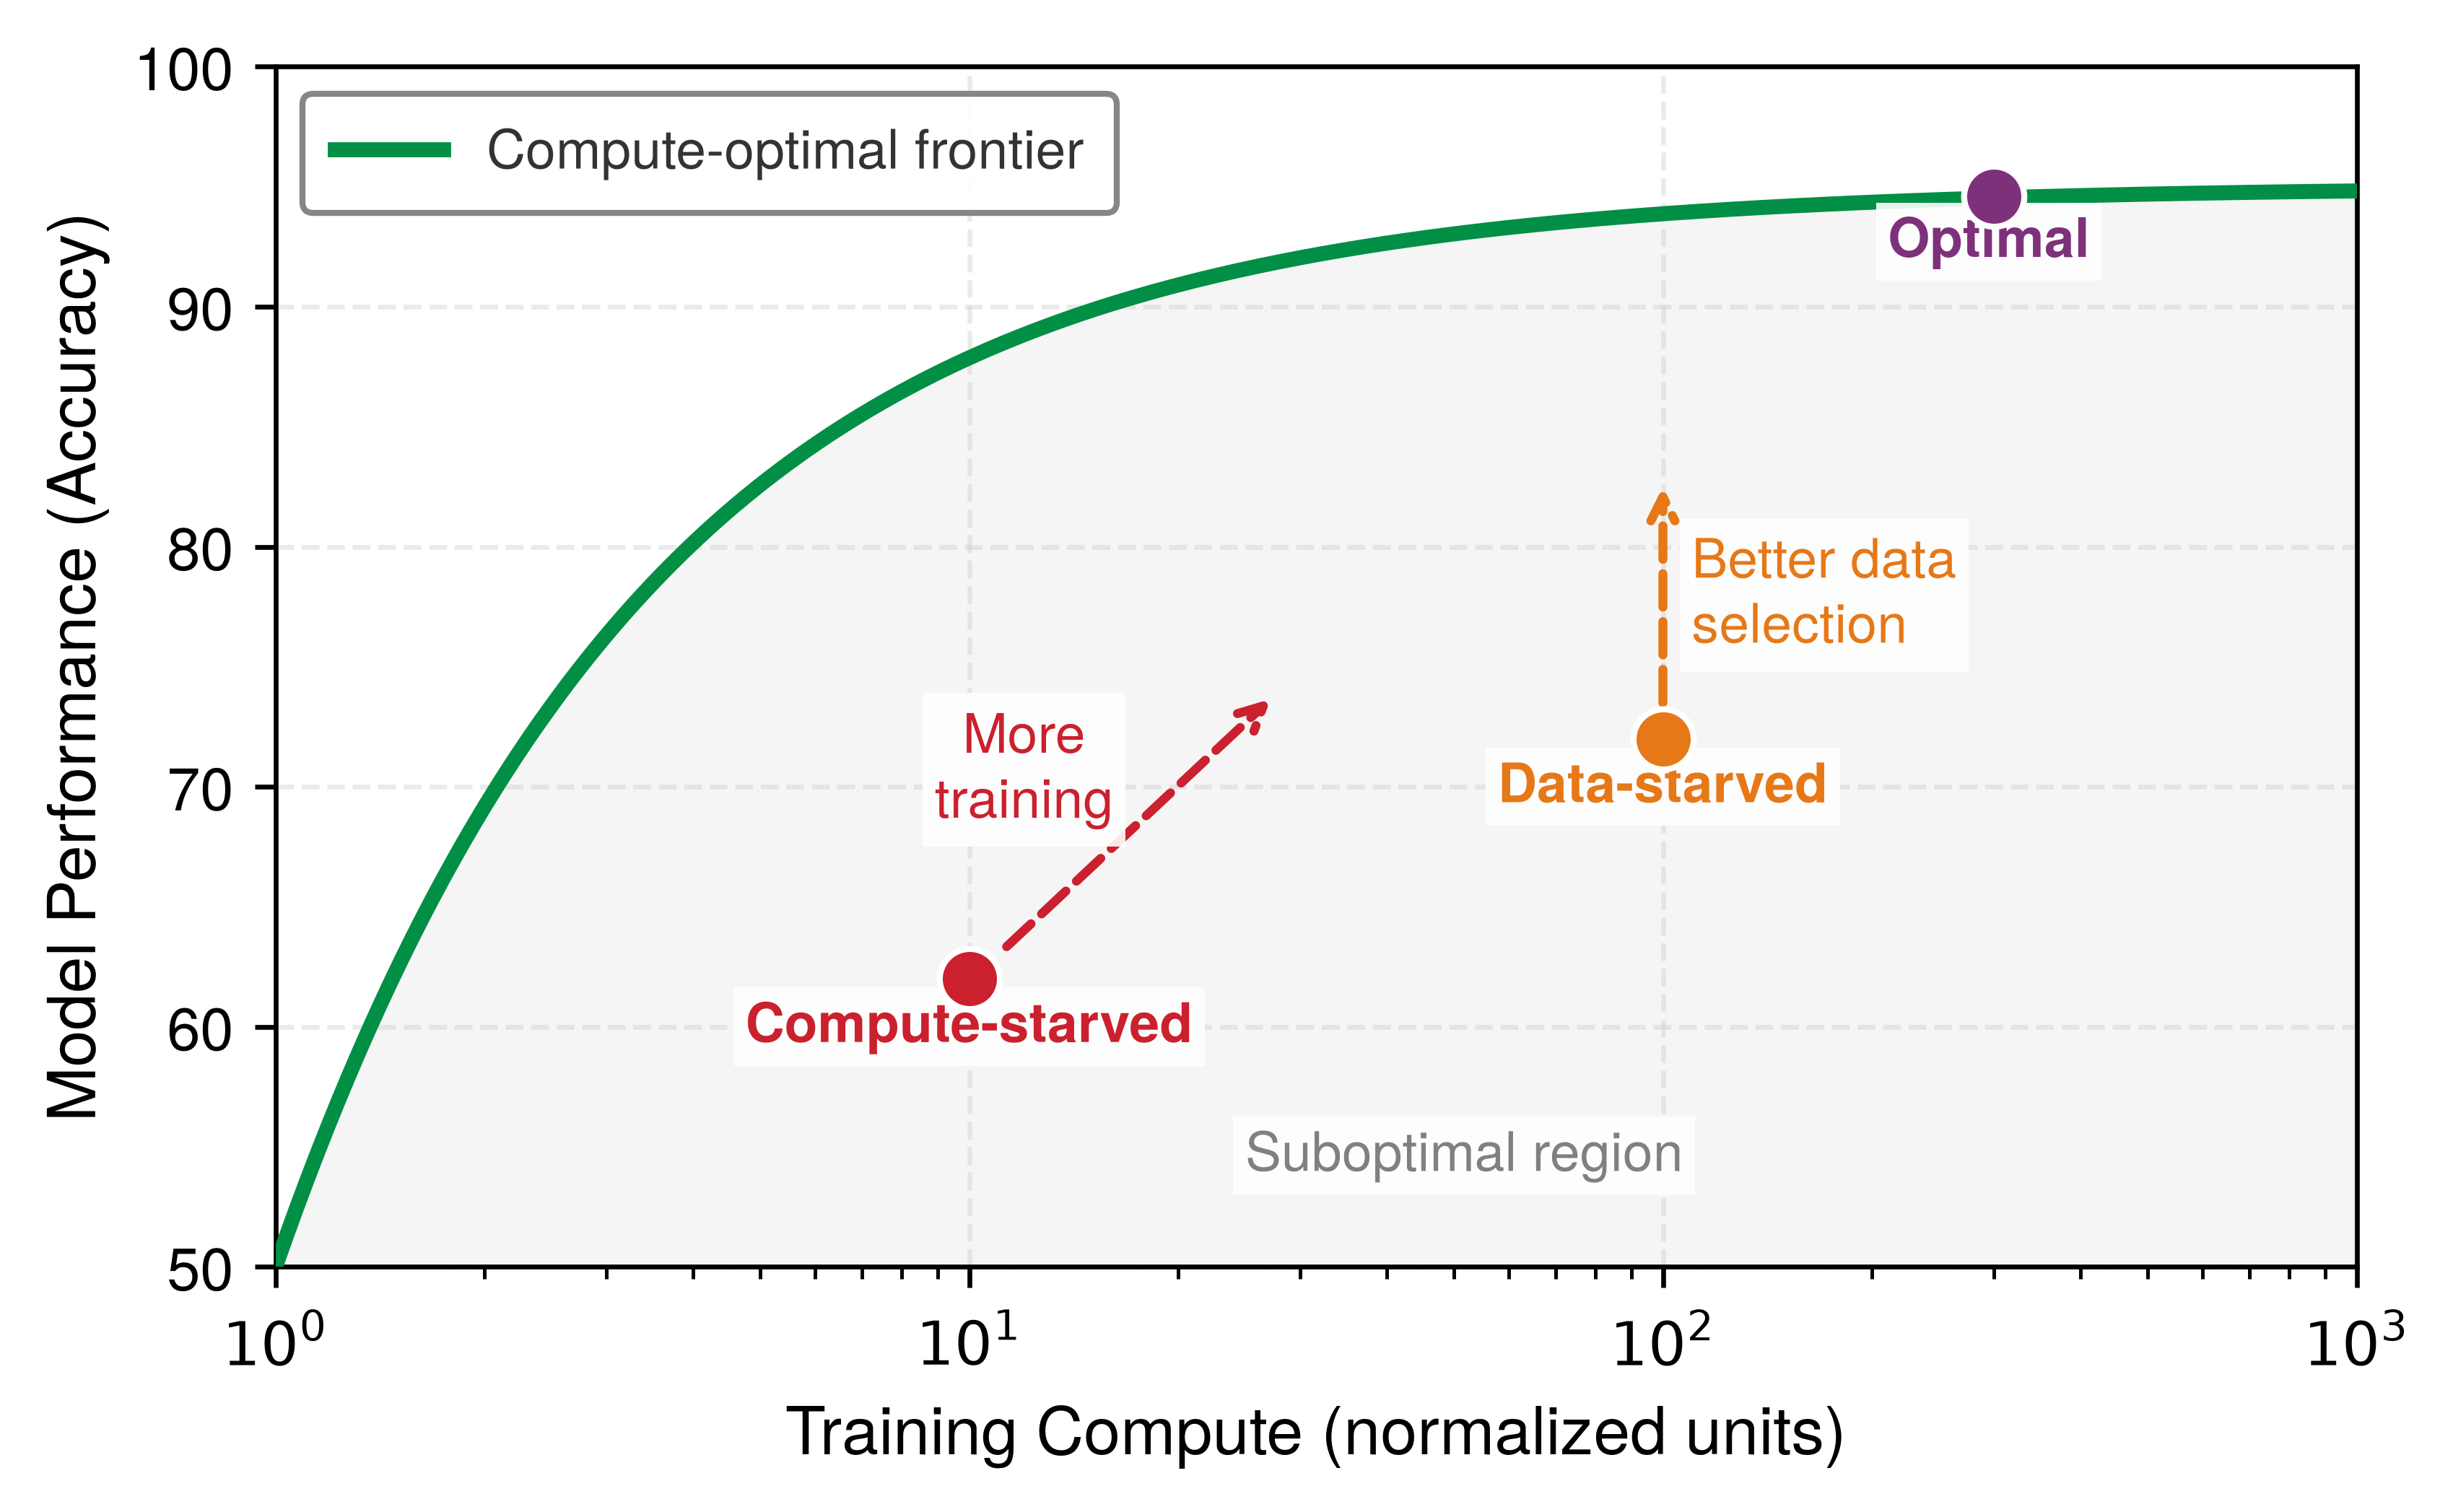 Compute-optimal frontier
Model Performance (Accuracy)
100
90
80
70
60
50
Optimal
Better data
selection
More
training
Data-starved
Compute-starved
Suboptimal region
10⁰
10¹
10²
10³
Training Compute (normalized units)